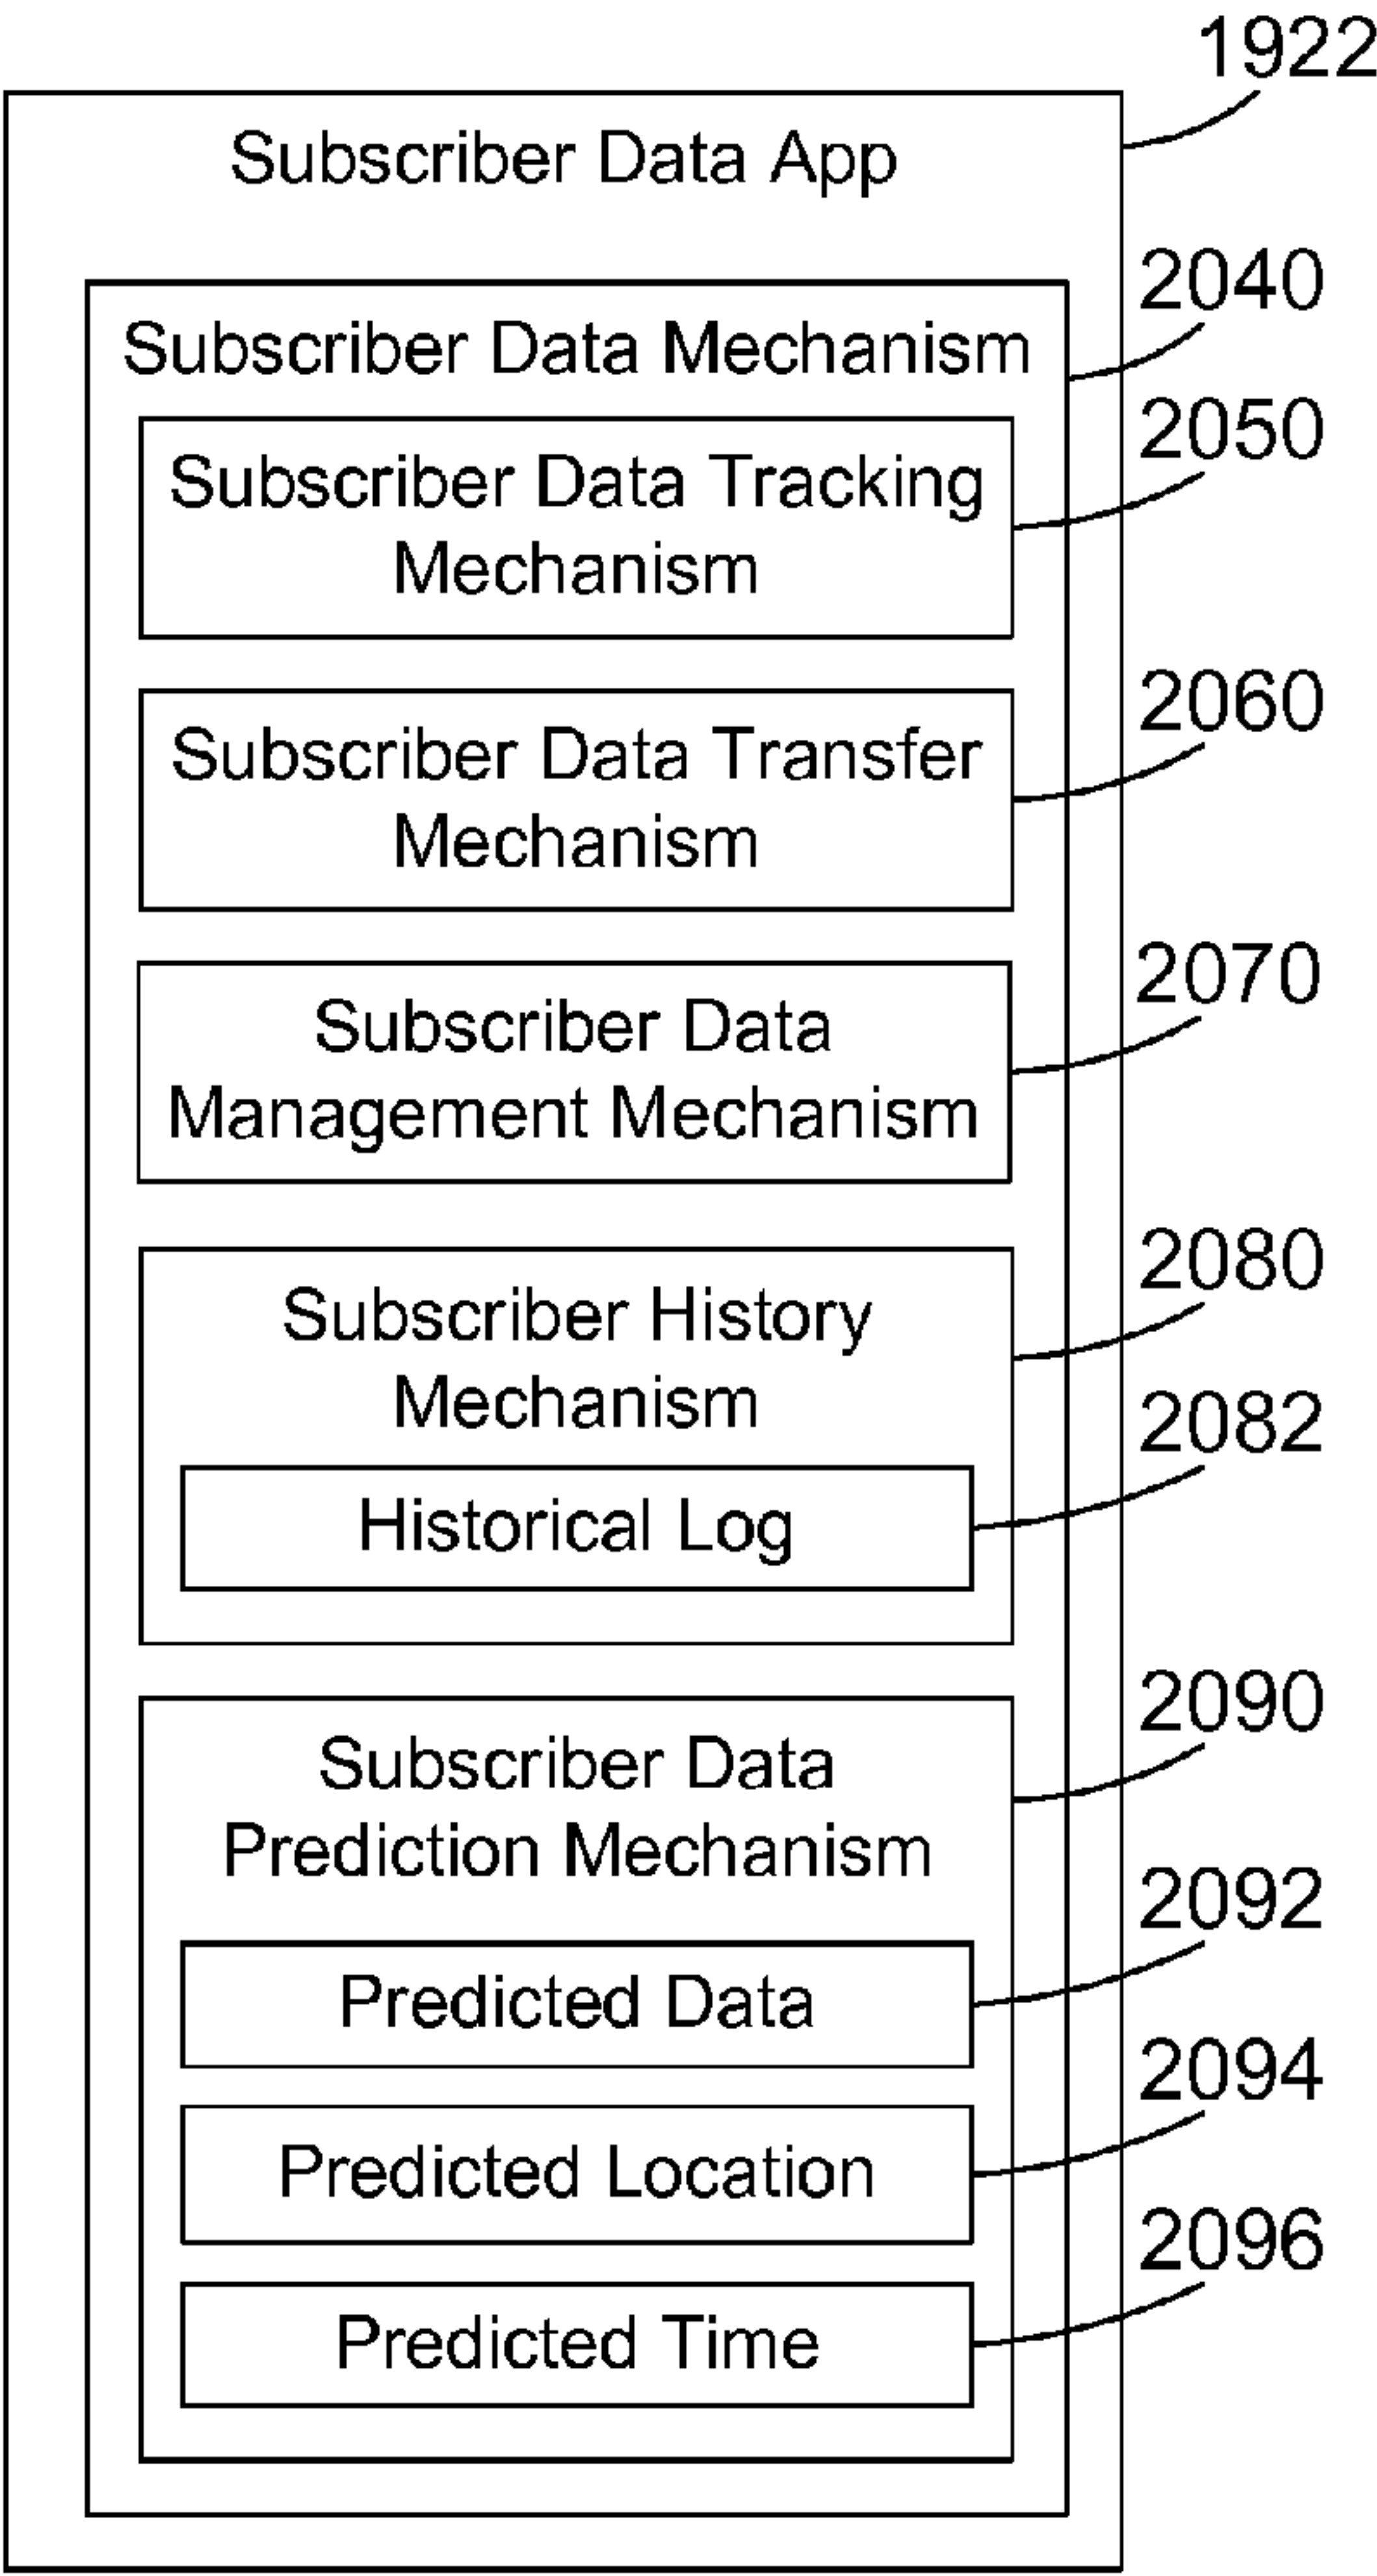 1922
Subscriber Data App
2040
Subscriber Data Mechanism
2050
Subscriber Data Tracking
Mechanism
2060
Subscriber Data Transfer
Mechanism
2070
Subscriber Data
Management Mechanism
2080
Subscriber History
Mechanism
2082
Historical Log
2090
Subscriber Data
Prediction Mechanism
2092
Predicted Data
2094
Predicted Location
2096
Predicted Time